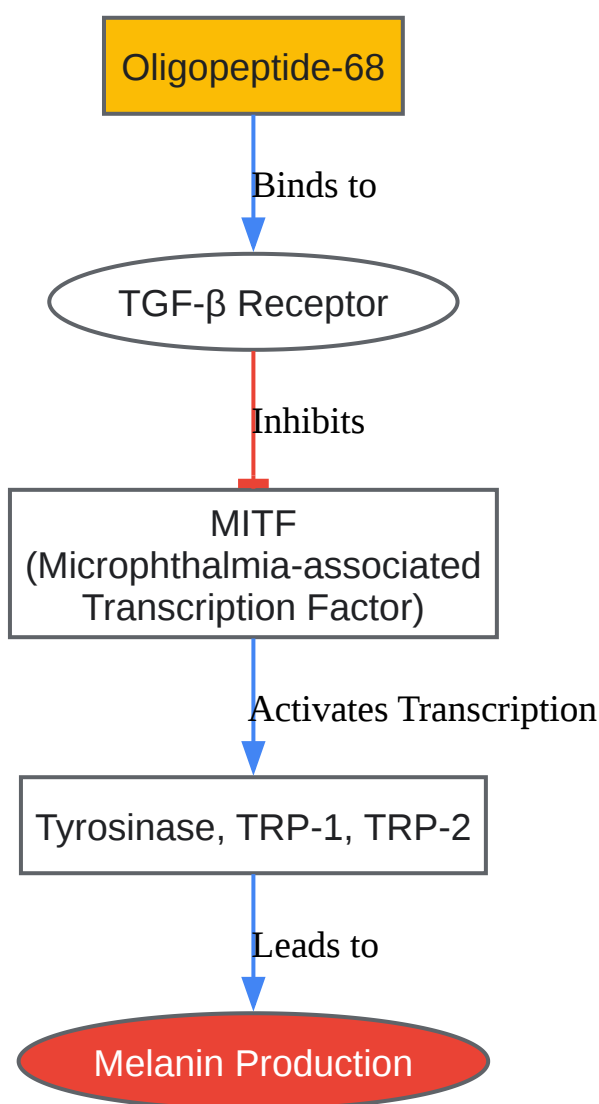 Oligopeptide-68
Binds to
TGF-β Receptor
Inhibits
MITF
(Microphthalmia-associated
Transcription Factor)
Activates Transcription
Tyrosinase, TRP-1, TRP-2
Leads to
Melanin Production